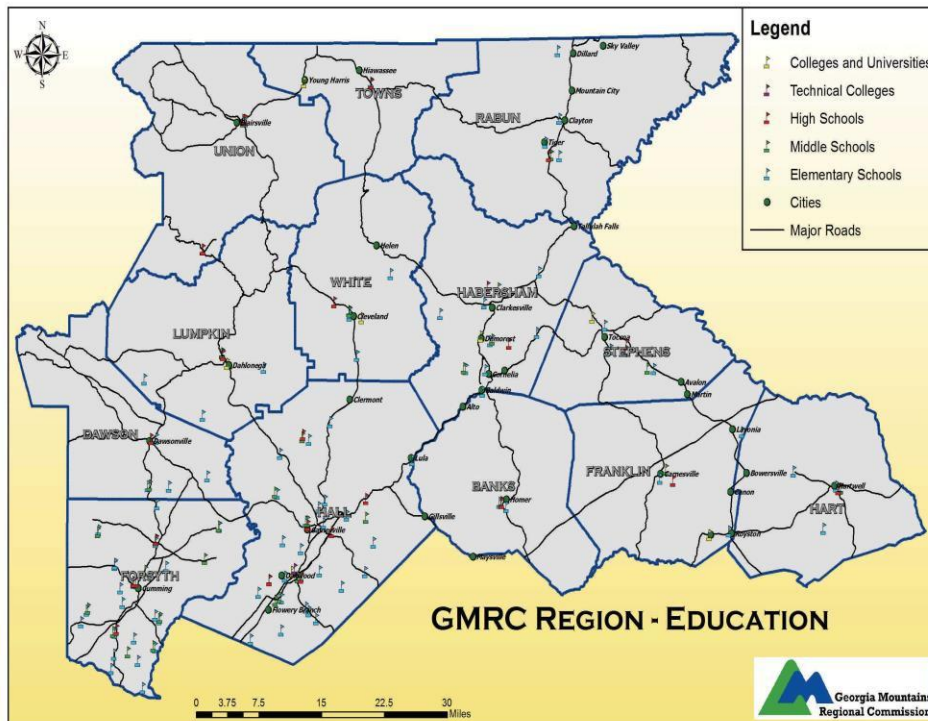 N
W
E
S
Legend
Colleges and Universities
Technical Colleges
High Schools
Middle Schools
Elementary Schools
Cities
Major Roads
Sky Valley
Dillard
Hiawassee
Young Harris
TOWNS
Mountain City
RABUN
Clayton
Blairsville
Tiger
UNION
Tallulah Falls
Helen
WHITE
HABERSHAM
Clarkesville
Cleveland
LUMPKIN
Demorest
Toccoa
STEPHENS
Dahlonega
Cornelia
Avalon
Baldwin
Martin
Clermont
Alto
DAWSON
Dawsonville
Lavonia
Lula
FRANKLIN
Carnesville
Bowersville
BANKS
Homer
Canon
Hartwell
HART
HALL
Gainesville
Gillsville
Royston
Maysville
FORSYTH
Cumming
Oakwood
Flowery Branch
GMRC REGION - EDUCATION
0 3.75 7.5 15 22.5 30
Miles
Georgia Mountains
Regional Commission